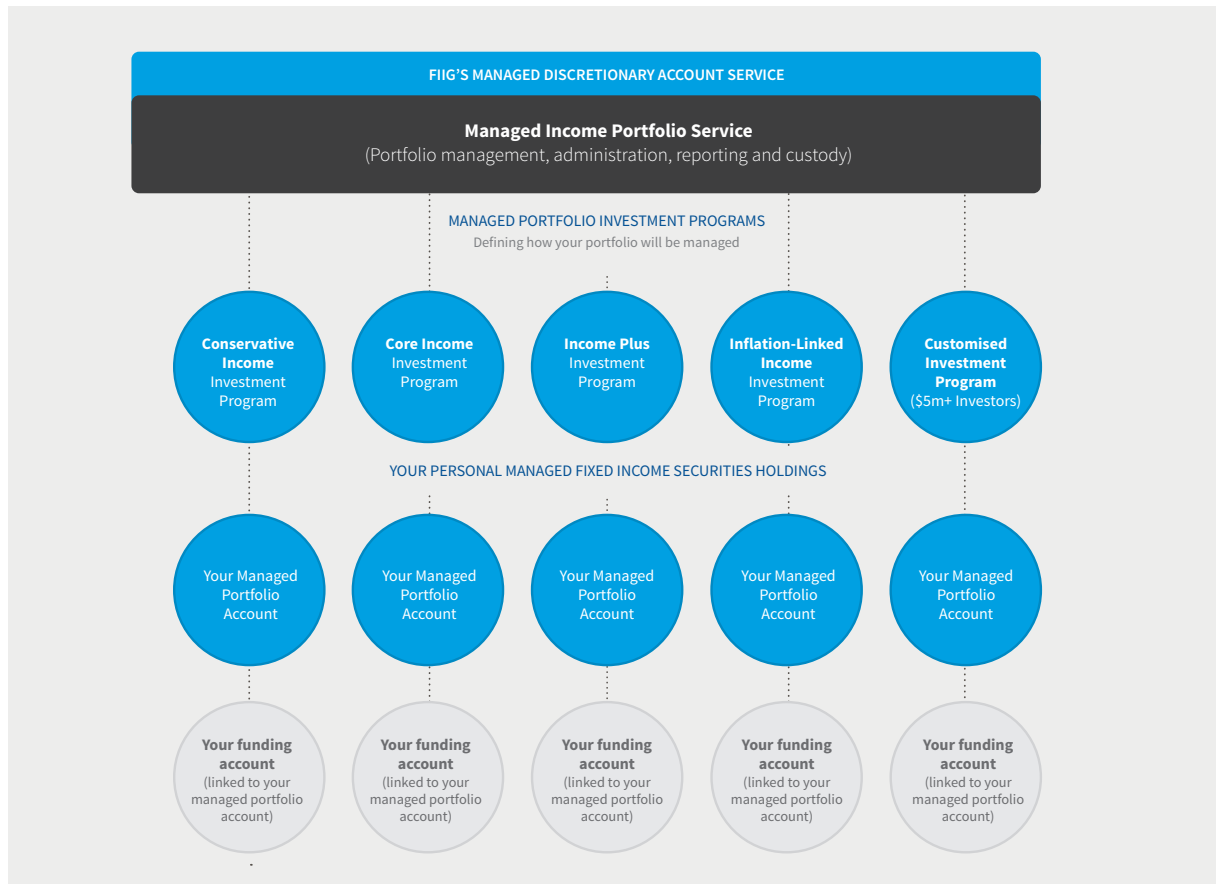 FIIG'S MANAGED DISCRETIONARY ACCOUNT SERVICE
Managed Income Portfolio Service
(Portfolio management, administration, reporting and custody)
MANAGED PORTFOLIO INVESTMENT PROGRAMS
Defining how your portfolio will be managed
Conservative
Income
Investment
Program
Core Income
Investment
Program
Income Plus
Investment
Program
Inflation-Linked
Income
Investment
Program
Customised
Investment
Program
($5m+ Investors)
YOUR PERSONAL MANAGED FIXED INCOME SECURITIES HOLDINGS
Your Managed
Portfolio
Account
Your Managed
Portfolio
Account
Your Managed
Portfolio
Account
Your Managed
Portfolio
Account
Your Managed
Portfolio
Account
Your funding
account
(linked to your
managed portfolio
account)
Your funding
account
(linked to your
managed portfolio
account)
Your funding
account
(linked to your
managed portfolio
account)
Your funding
account
(linked to your
managed portfolio
account)
Your funding
account
(linked to your
managed portfolio
account)